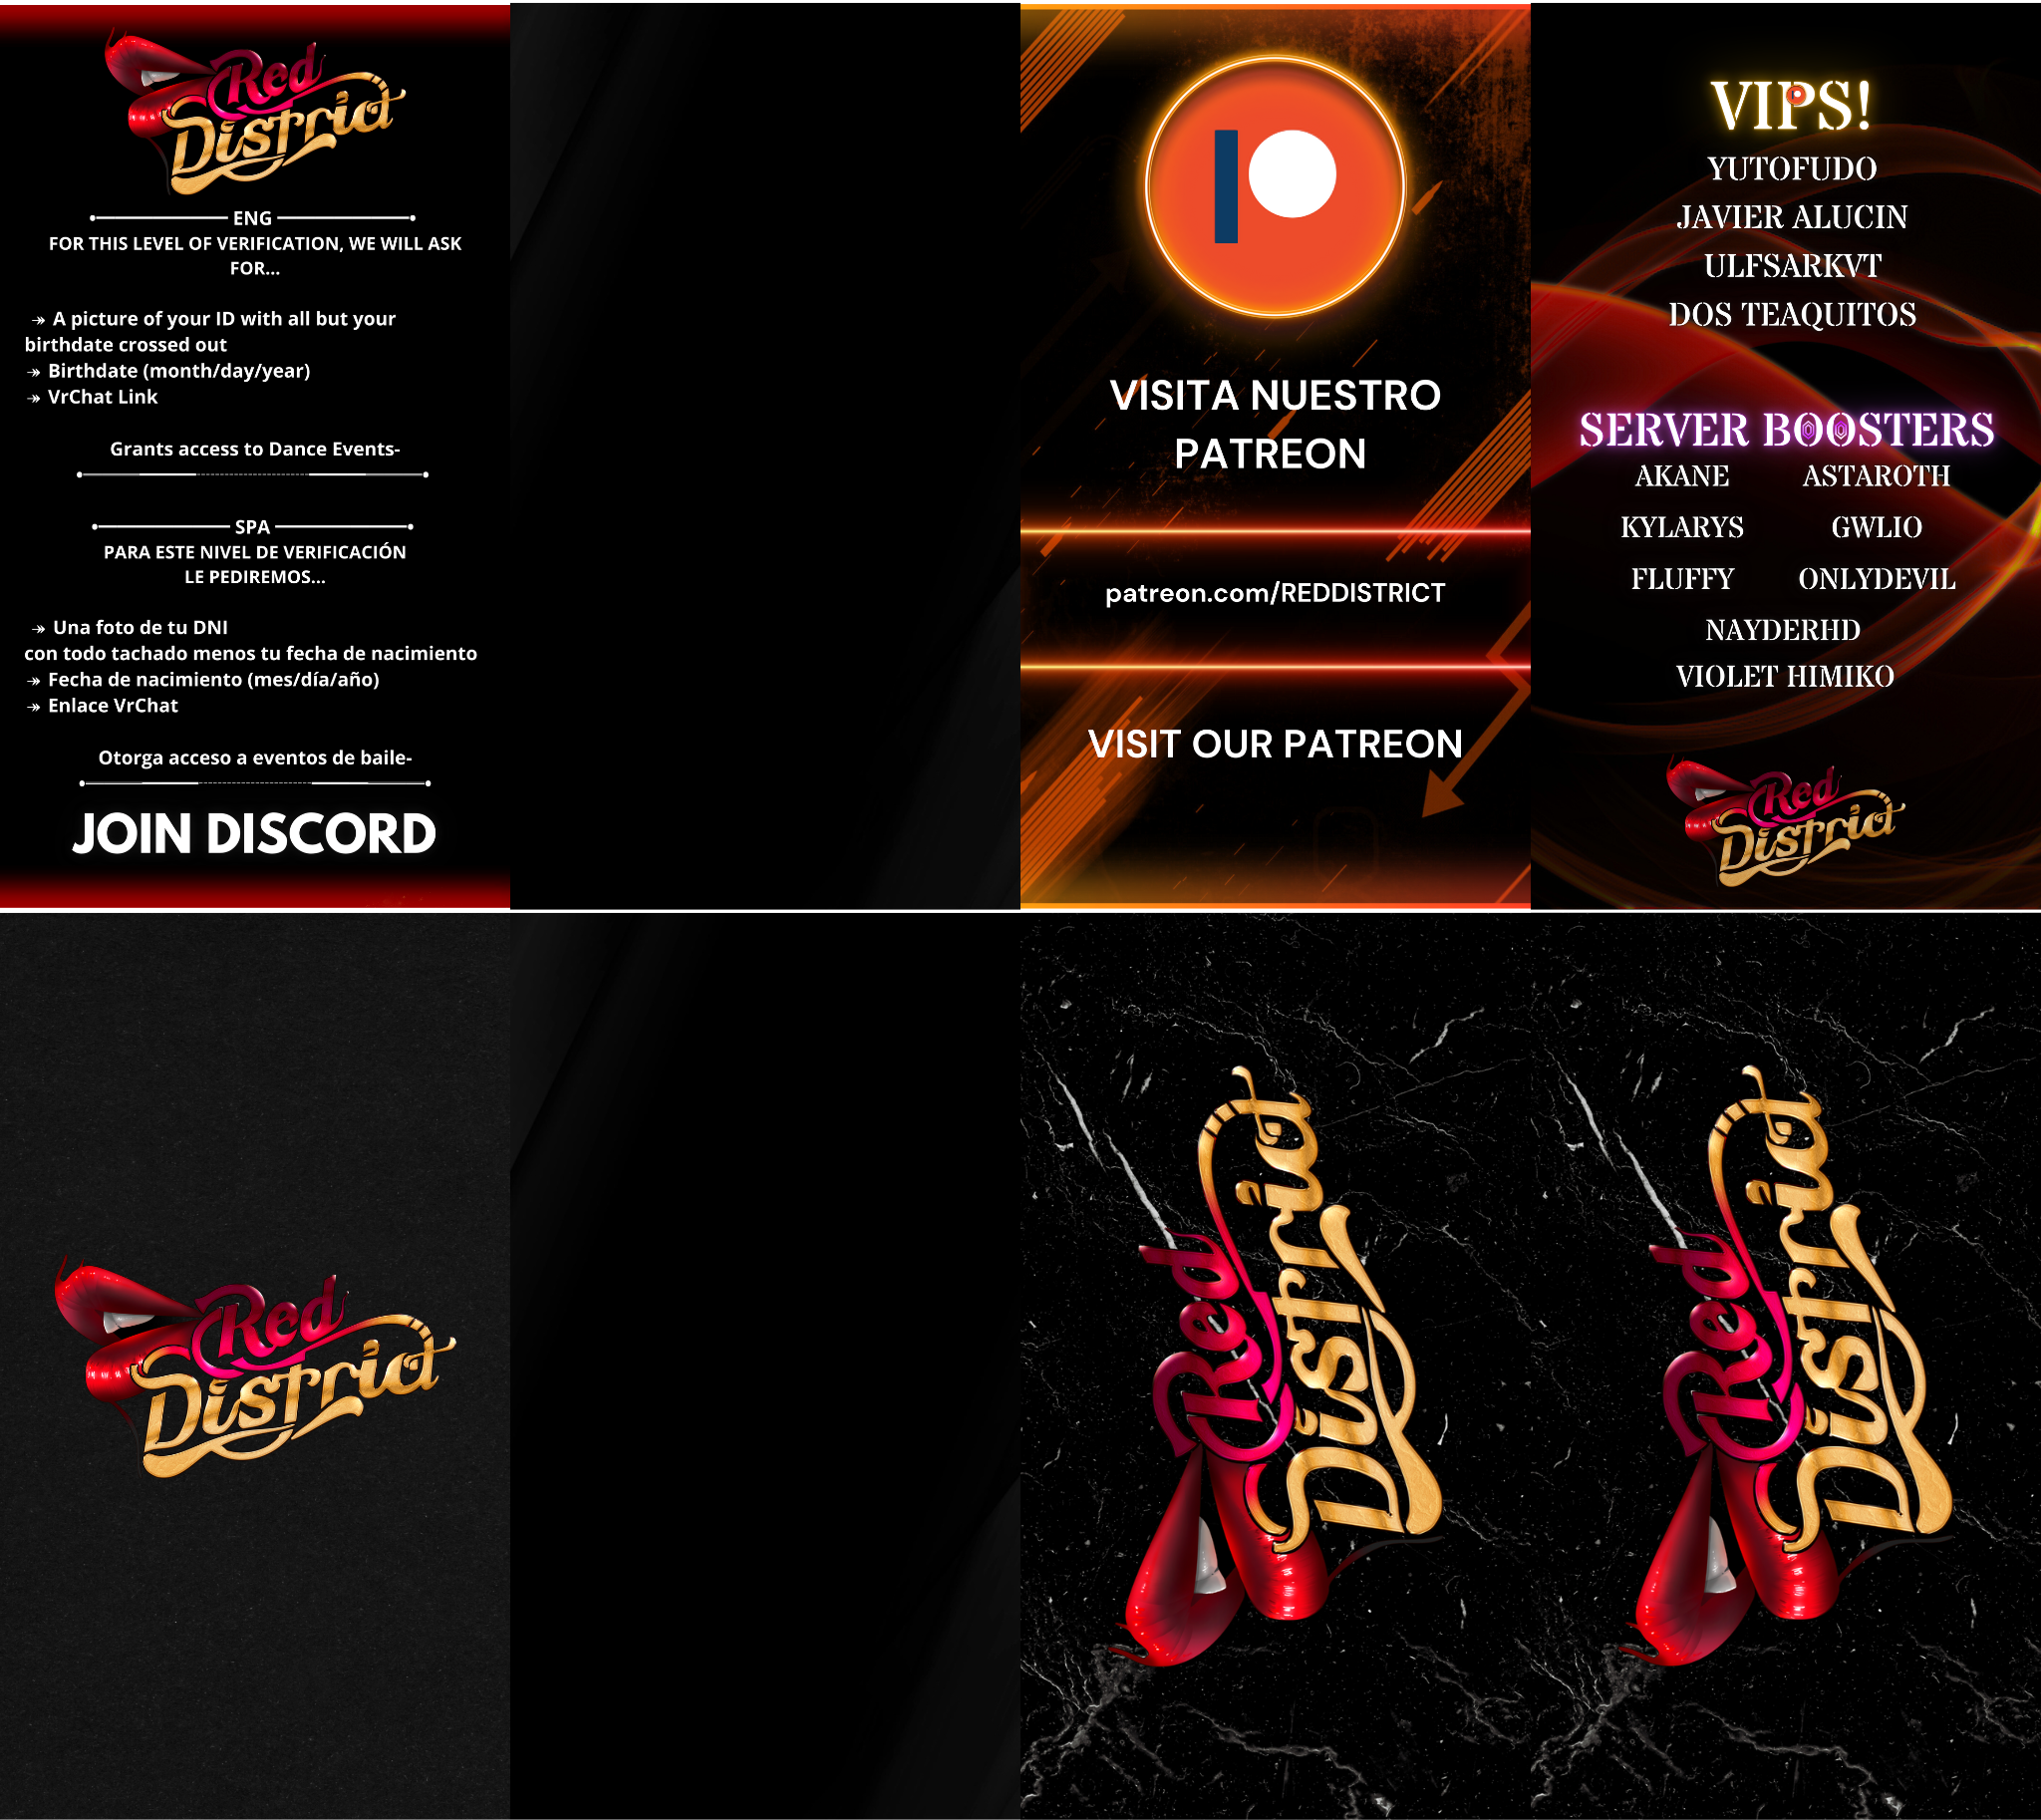 Red
District
ENG
FOR THIS LEVEL OF VERIFICATION, WE WILL ASK
FOR...
↠ A picture of your ID with all but your
birthdate crossed out
↠ Birthdate (month/day/year)
↠ VrChat Link
Grants access to Dance Events-
SPA
PARA ESTE NIVEL DE VERIFICACIÓN
LE PEDIREMOS...
↠ Una foto de tu DNI
con todo tachado menos tu fecha de nacimiento
↠ Fecha de nacimiento (mes/día/año)
↠ Enlace VrChat
Otorga acceso a eventos de baile-
JOIN DISCORD
VISITA NUESTRO
PATREON
patreon.com/REDDISTRICT
VISIT OUR PATREON
VIPS!
YUTOFUDO
JAVIER ALUCIN
ULFSARKVT
DOS TEAQUITOS
SERVER BOOSTERS
AKANE ASTAROTH
KYLARYS GWLIO
FLUFFY ONLYDEVIL
NAYDERHD
VIOLET HIMIKO
Red
District
Red
District
Red
District
Red
District